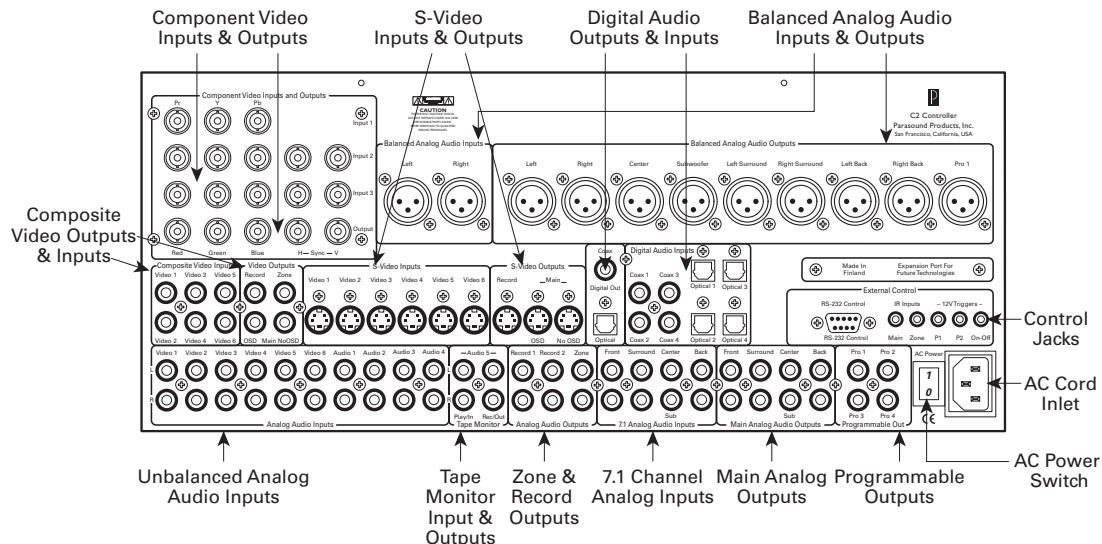 Component Video
Inputs & Outputs
S-Video
Inputs & Outputs
Digital Audio
Outputs & Inputs
Balanced Analog Audio
Inputs & Outputs
Component Video Inputs and Outputs
Pr Y Pb
Input 1
Input 2
Input 3
Output
Red Green Blue H— Sync —V
CAUTION
C2 Controller
Parasound Products, Inc.
San Francisco, California, USA
Balanced Analog Audio Inputs
Left Right
Balanced Analog Audio Outputs
Left Right Center Subwoofer Left Surround Right Surround Left Back Right Back Pro 1
Composite
Video Outputs
& Inputs
Composite Video Inputs
Video 1 Video 3 Video 5
Video 2 Video 4 Video 6
Video Outputs
Record Zone
OSD Main NoOSD
S-Video Inputs
Video 1 Video 2 Video 3 Video 4 Video 5 Video 6
S-Video Outputs
Record —Main—
OSD No OSD
Coax
Digital Out
Optical
Digital Audio Inputs
Coax 1 Coax 3 Optical 1 Optical 3
Coax 2 Coax 4 Optical 2 Optical 4
Made in
Finland
Expansion Port For
Future Technologies
External Control
RS-232 Control IR Inputs – 12V Triggers –
RS-232 Control Main Zone P1 P2 On-Off
Control
Jacks
Video 1 Video 2 Video 3 Video 4 Video 5 Video 6 Audio 1 Audio 2 Audio 3 Audio 4
L
R
Analog Audio Inputs
—Audio 5—
Play/In Rec/Out
Tape Monitor
Record 1 Record 2 Zone
Analog Audio Outputs
Front Surround Center Back
Sub
7.1 Analog Audio Inputs
Front Surround Center Back
Sub
Main Analog Audio Outputs
Pro 1 Pro 2
Pro 3 Pro 4
Programmable Out
AC Power
1
0
CE
AC Cord
Inlet
AC Power
Switch
Unbalanced Analog
Audio Inputs
Tape
Monitor
Input &
Outputs
Zone &
Record
Outputs
7.1 Channel
Analog Inputs
Main Analog
Outputs
Programmable
Outputs